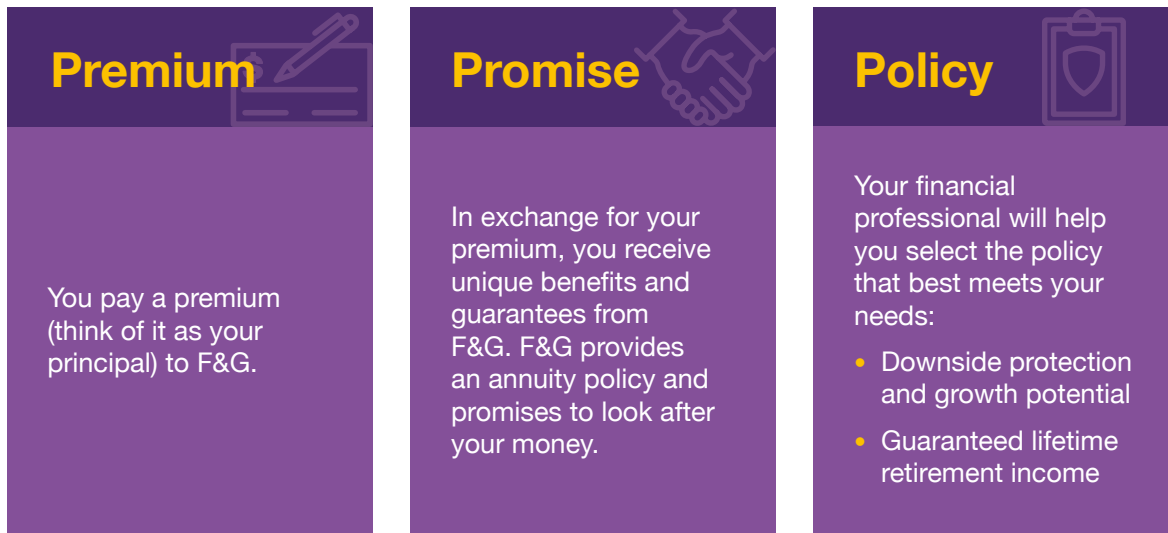 Premium
$
You pay a premium
(think of it as your
principal) to F&G.
Promise
In exchange for your
premium, you receive
unique benefits and
guarantees from
F&G. F&G provides
an annuity policy and
promises to look after
your money.
Policy
Your financial
professional will help
you select the policy
that best meets your
needs:
• Downside protection
and growth potential
• Guaranteed lifetime
retirement income